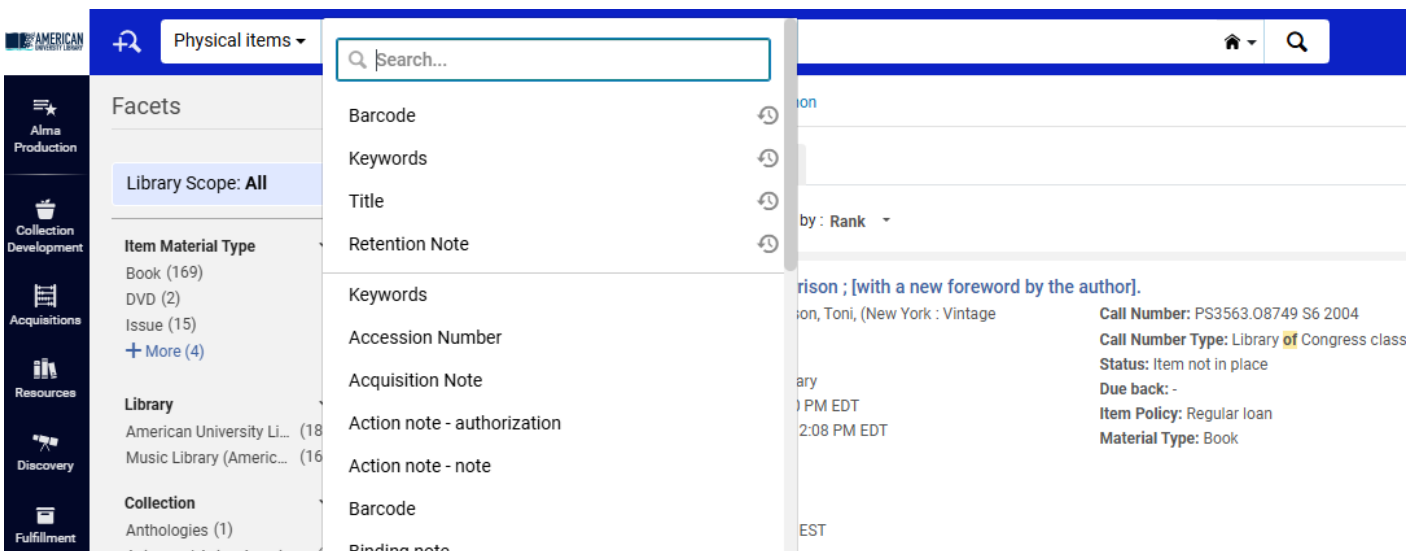 AMERICAN
UNIVERSITY LIBRARY
Physical items
Alma
Production
Collection
Development
Acquisitions
Resources
Discovery
Fulfillment
Facets
Library Scope: All
Item Material Type
Book (169)
DVD (2)
Issue (15)
+ More (4)
Library
American University Li... (18
Music Library (Americ... (16
Collection
Anthologies (1)
Search...
Barcode
Keywords
Title
Retention Note
Keywords
Accession Number
Acquisition Note
Action note - authorization
Action note - note
Barcode
Binding note
ion
by : Rank
rison ; [with a new foreword by the author].
son, Toni, (New York : Vintage
ary
0 PM EDT
2:08 PM EDT
EST
Call Number: PS3563.O8749 S6 2004
Call Number Type: Library of Congress class
Status: Item not in place
Due back: -
Item Policy: Regular loan
Material Type: Book